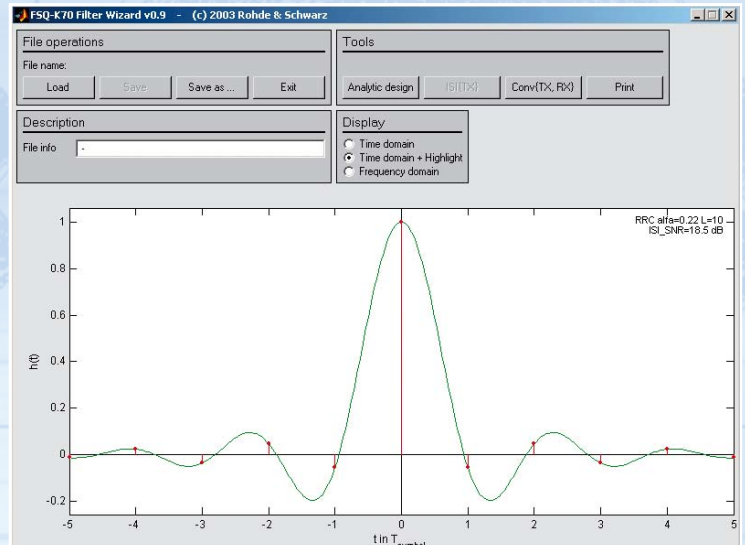 FSQ-K70 Filter Wizard v0.9 - (c) 2003 Rohde & Schwarz
File operations
File name:
Load Save Save as ... Exit
Tools
Analytic design ISI(TX) Conv(TX, RX) Print
Description
File info -
Display
Time domain
Time domain + Highlight
Frequency domain
RRC alfa=0.22 L=10
ISI_SNR=18.5 dB
1
0.8
0.6
0.4
0.2
0
-0.2
h(t)
-5 -4 -3 -2 -1 0 1 2 3 4 5
t in T